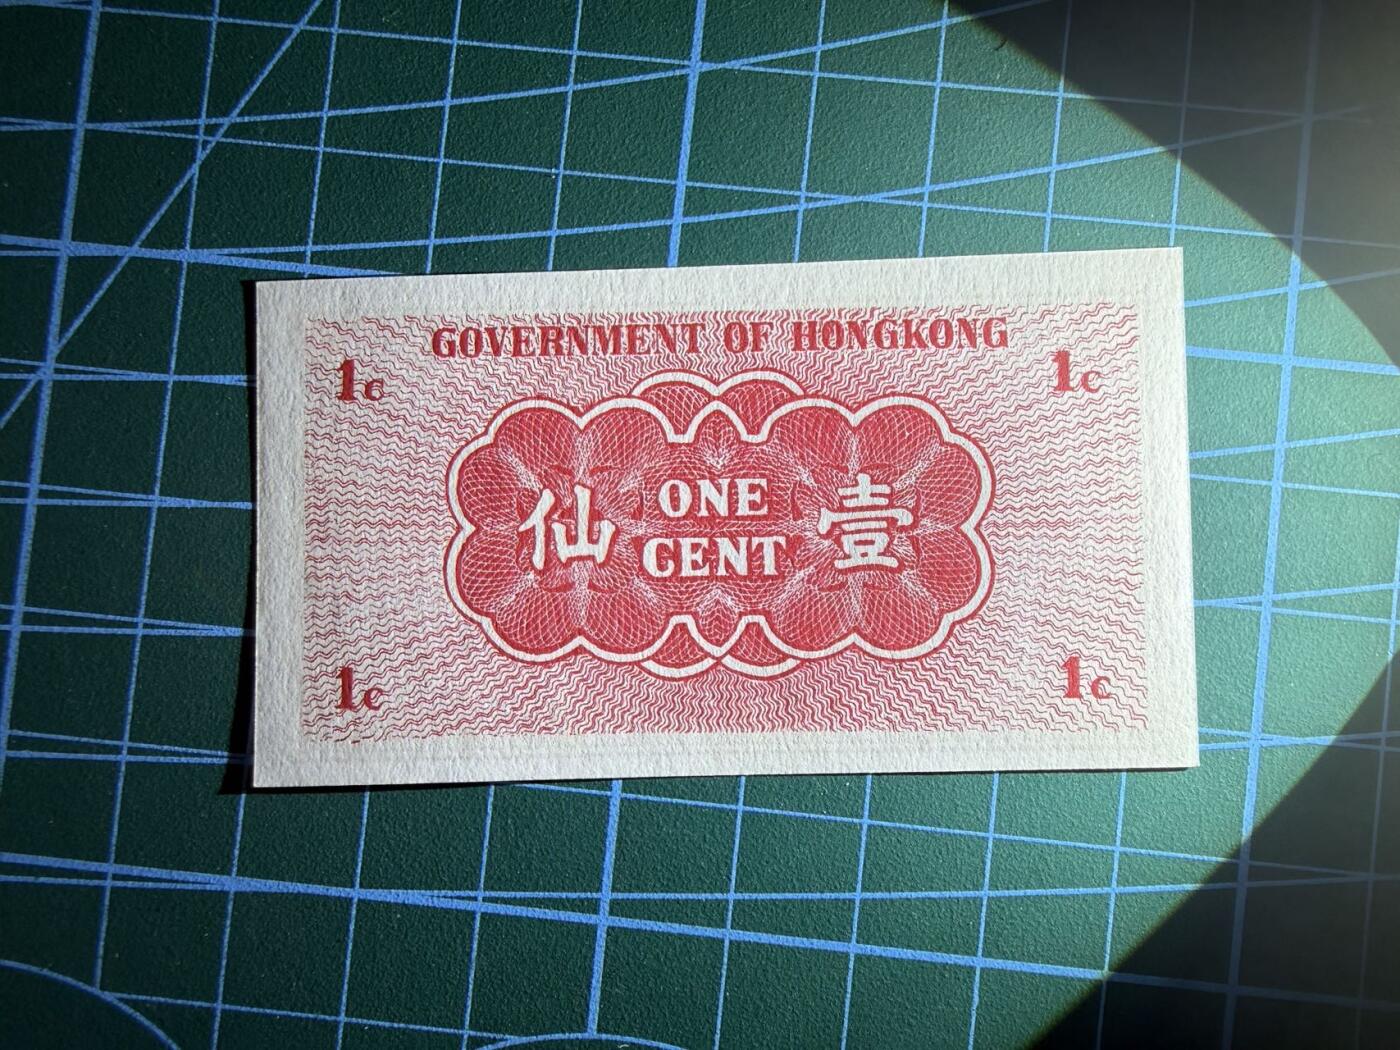 GOVERNMENT OF HONGKONG
1c 1c
仙 ONE CENT 壹
1c 1c